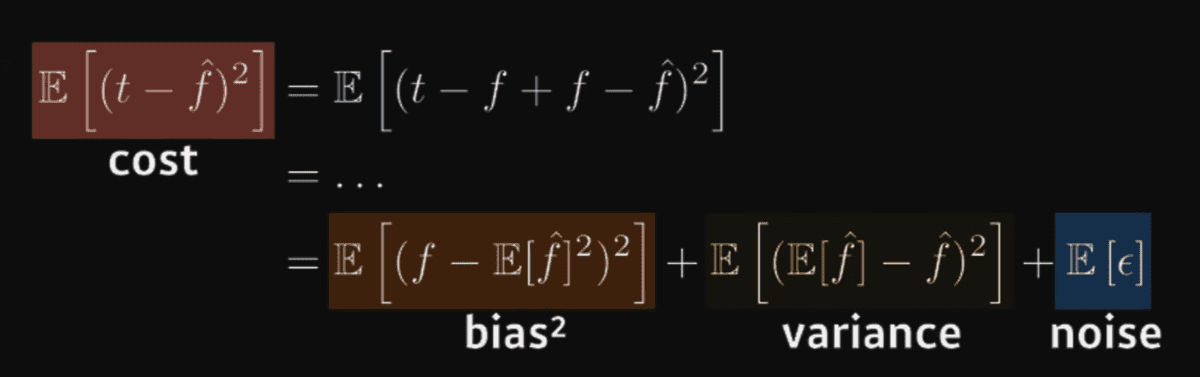 𝔼[(t − f̂)²] = 𝔼[(t − f + f − f̂)²]
cost
= …
= 𝔼[(f − 𝔼[f̂]²)²] + 𝔼[(𝔼[f̂] − f̂)²] + 𝔼[ϵ]
bias² variance noise